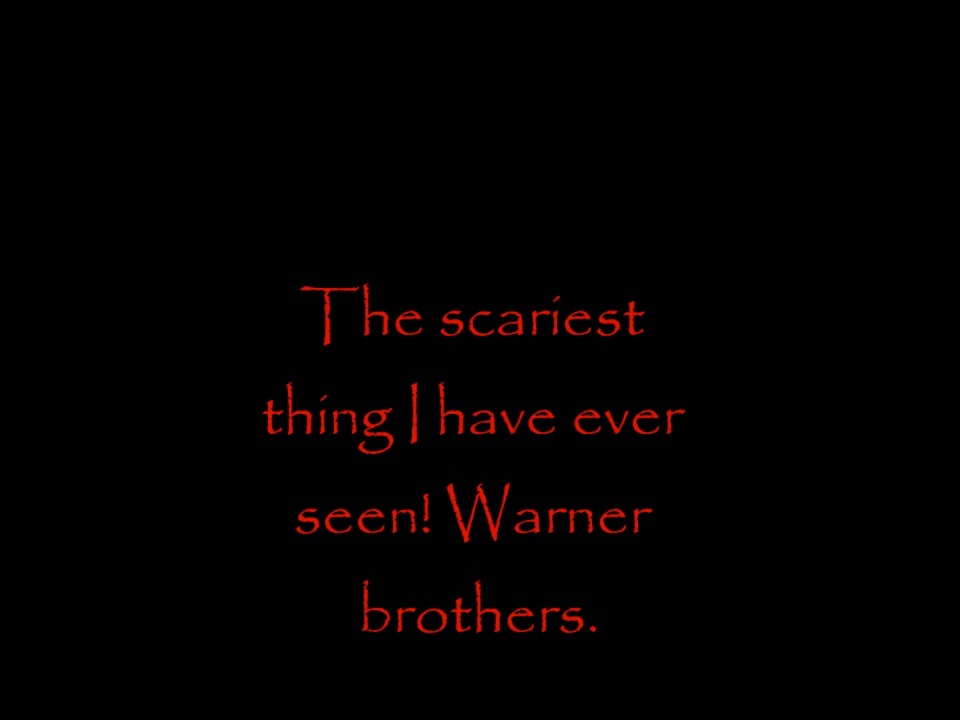 The scariest
thing I have ever
seen! Warner
brothers.